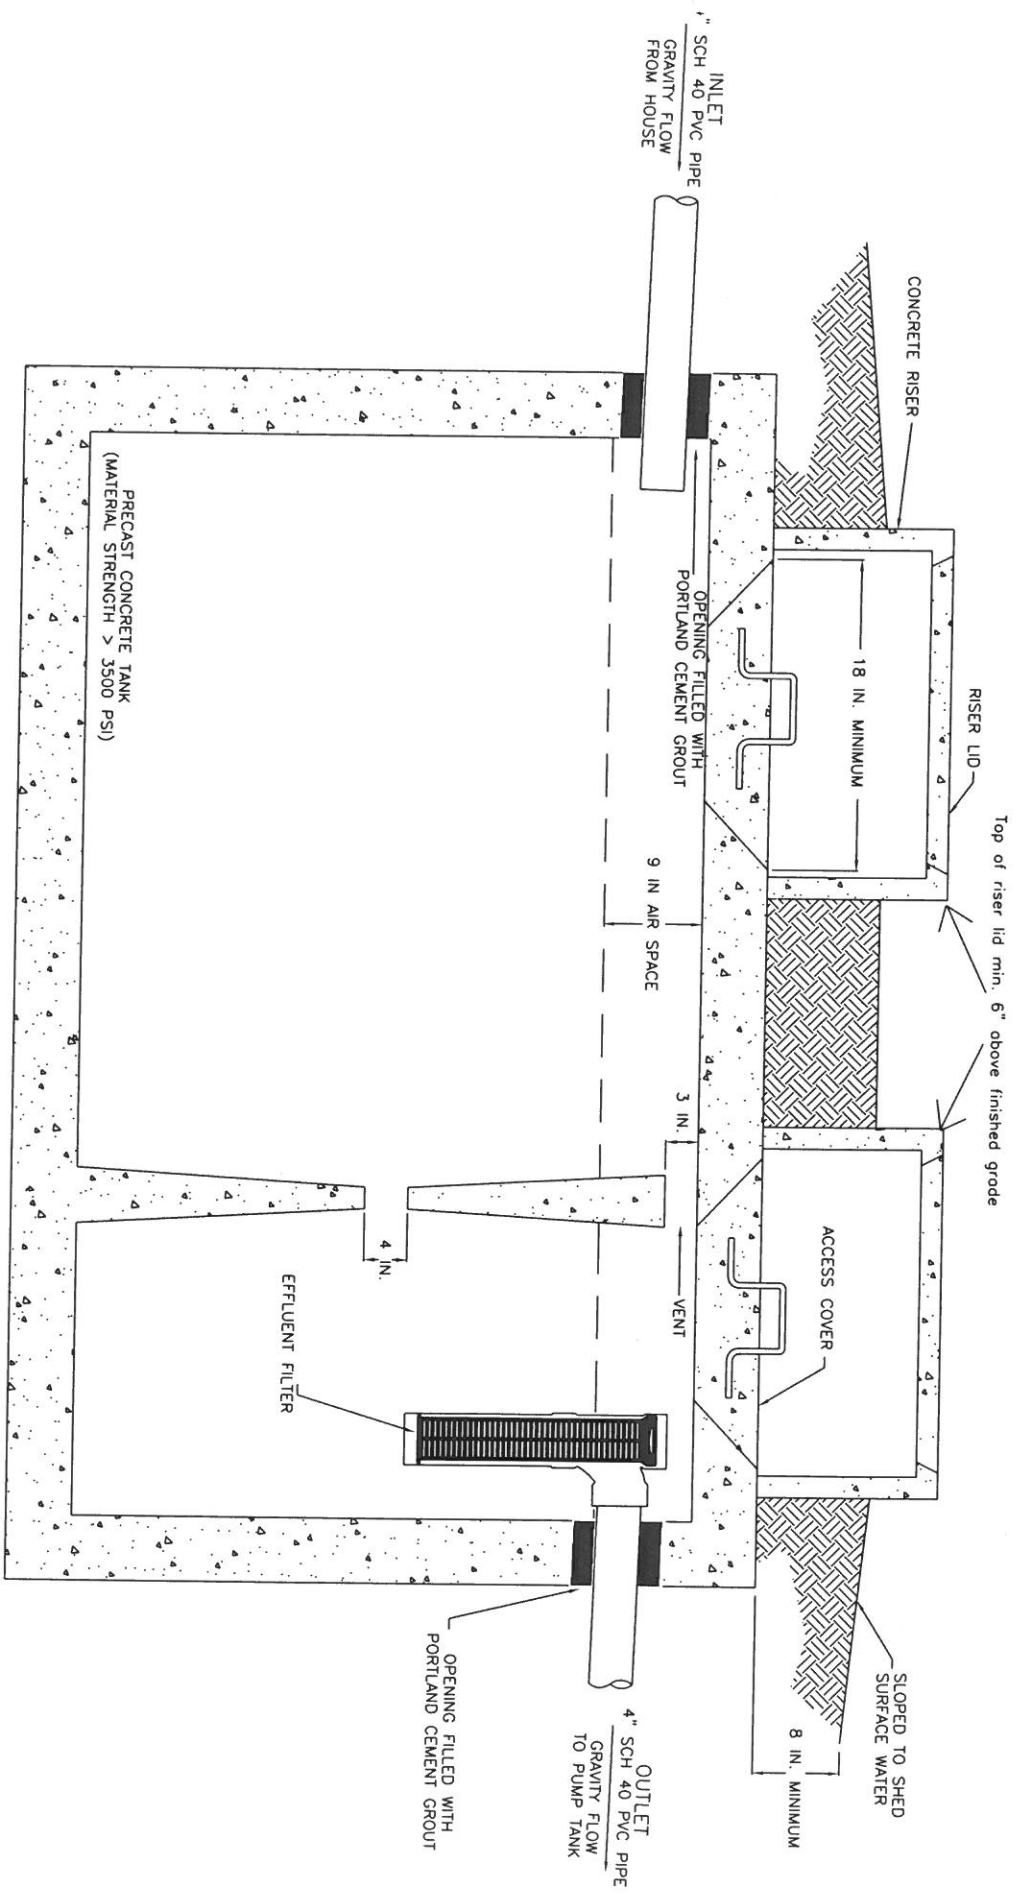 Top of riser lid min. 6" above finished grade
CONCRETE RISER
RISER LID
ACCESS COVER
SLOPED TO SHED
SURFACE WATER
18 IN. MINIMUM
8 IN. MINIMUM
INLET
" SCH 40 PVC PIPE
GRAVITY FLOW
FROM HOUSE
OPENING FILLED WITH
PORTLAND CEMENT GROUT
9 IN AIR SPACE
3 IN.
VENT
4 IN.
EFFLUENT FILTER
OUTLET
4" SCH 40 PVC PIPE
GRAVITY FLOW
TO PUMP TANK
OPENING FILLED WITH
PORTLAND CEMENT GROUT
PRECAST CONCRETE TANK
(MATERIAL STRENGTH > 3500 PSI)